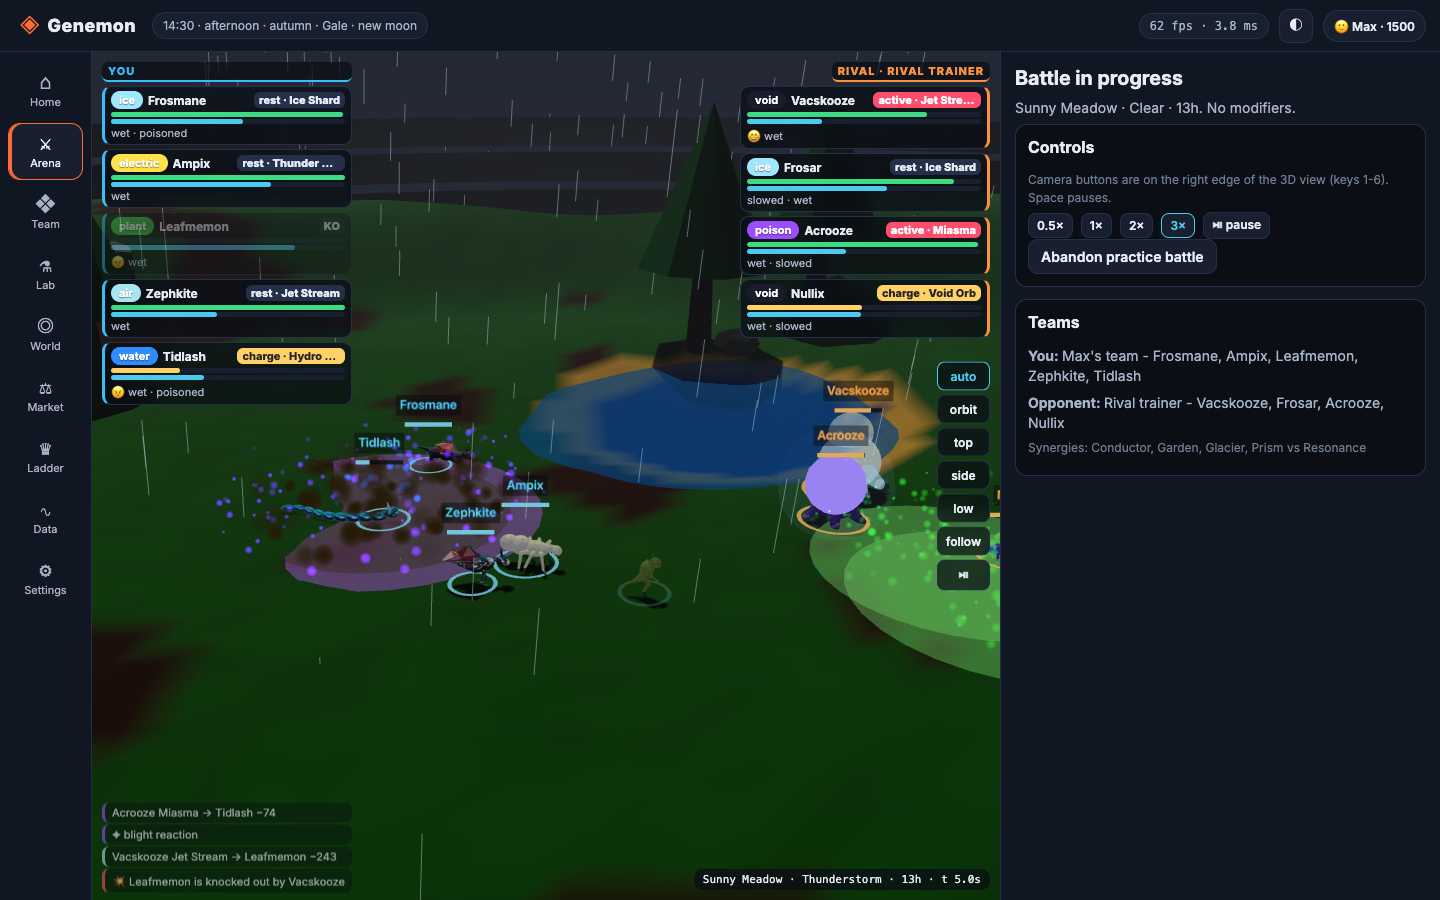 Genemon
14:30 · afternoon · autumn · Gale · new moon
62 fps · 3.8 ms
Max · 1500
Home
Arena
Team
Lab
World
Market
Ladder
Data
Settings
YOU
ice Frosmane rest · Ice Shard
wet · poisoned
electric Ampix rest · Thunder ...
wet
plant Leafmemon KO
wet
air Zephkite rest · Jet Stream
wet
water Tidlash charge · Hydro ...
wet · poisoned
RIVAL · RIVAL TRAINER
void Vacskooze active · Jet Stre...
wet
ice Frosar rest · Ice Shard
slowed · wet
poison Acrooze active · Miasma
wet · slowed
void Nullix charge · Void Orb
wet · slowed
auto
orbit
top
side
low
follow
Vacskooze
Acrooze
Frosmane
Tidlash
Ampix
Zephkite
Acrooze Miasma → Tidlash −74
✦ blight reaction
Vacskooze Jet Stream → Leafmemon −243
Leafmemon is knocked out by Vacskooze
Sunny Meadow · Thunderstorm · 13h · t 5.0s
Battle in progress
Sunny Meadow · Clear · 13h. No modifiers.
Controls
Camera buttons are on the right edge of the 3D view (keys 1-6).
Space pauses.
0.5× 1× 2× 3× pause
Abandon practice battle
Teams
You: Max's team - Frosmane, Ampix, Leafmemon,
Zephkite, Tidlash
Opponent: Rival trainer - Vacskooze, Frosar, Acrooze,
Nullix
Synergies: Conductor, Garden, Glacier, Prism vs Resonance